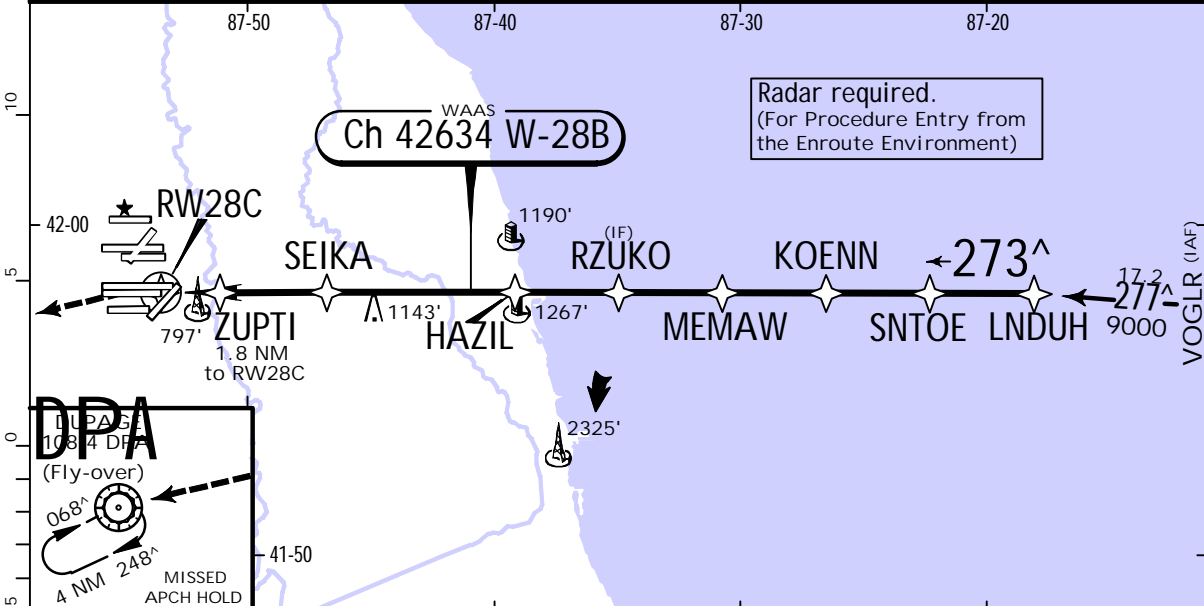 87-50
87-40
87-30
87-20
10
WAAS
Ch 42634 W-28B
Radar required.
(For Procedure Entry from
the Enroute Environment)
42-00
RW28C
1190'
SEIKA
(IF)
RZUKO
KOENN
273^
VOGLR (IAF)
5
17.2
277^
9000
797'
ZUPTI
1.8 NM
to RW28C
1143'
HAZIL
1267'
MEMAW
SNTOE
LNDUH
2325'
0
DPA
DUPAGE
108.4 DPA
(Fly-over)
068^
248^
4 NM
MISSED
APCH HOLD
41-50
5